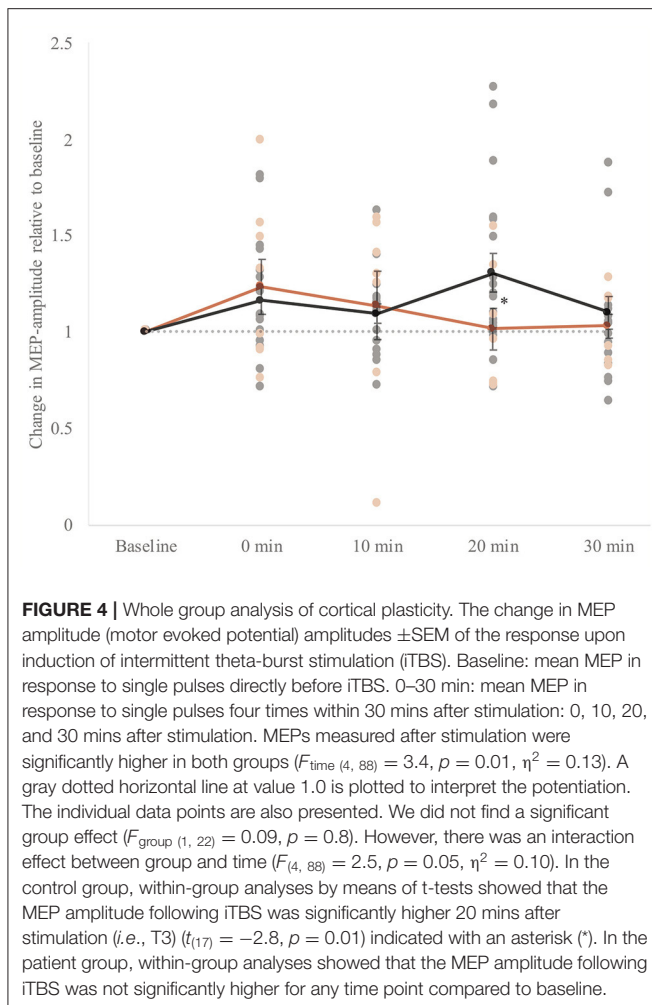 2.5
2
1.5
1
0.5
0
Change in MEP-amplitude relative to baseline
*
Baseline 0 min 10 min 20 min 30 min
FIGURE 4 | Whole group analysis of cortical plasticity. The change in MEP
amplitude (motor evoked potential) amplitudes ±SEM of the response upon
induction of intermittent theta-burst stimulation (iTBS). Baseline: mean MEP in
response to single pulses directly before iTBS. 0–30 min: mean MEP in
response to single pulses four times within 30 mins after stimulation: 0, 10, 20,
and 30 mins after stimulation. MEPs measured after stimulation were
significantly higher in both groups (F time (4, 88) = 3.4, p = 0.01, η² = 0.13). A
gray dotted horizontal line at value 1.0 is plotted to interpret the potentiation.
The individual data points are also presented. We did not find a significant
group effect (F group (1, 22) = 0.09, p = 0.8). However, there was an interaction
effect between group and time (F (4, 88) = 2.5, p = 0.05, η² = 0.10). In the
control group, within-group analyses by means of t-tests showed that the
MEP amplitude following iTBS was significantly higher 20 mins after
stimulation (i.e., T3) (t(17) = −2.8, p = 0.01) indicated with an asterisk (*). In the
patient group, within-group analyses showed that the MEP amplitude following
iTBS was not significantly higher for any time point compared to baseline.